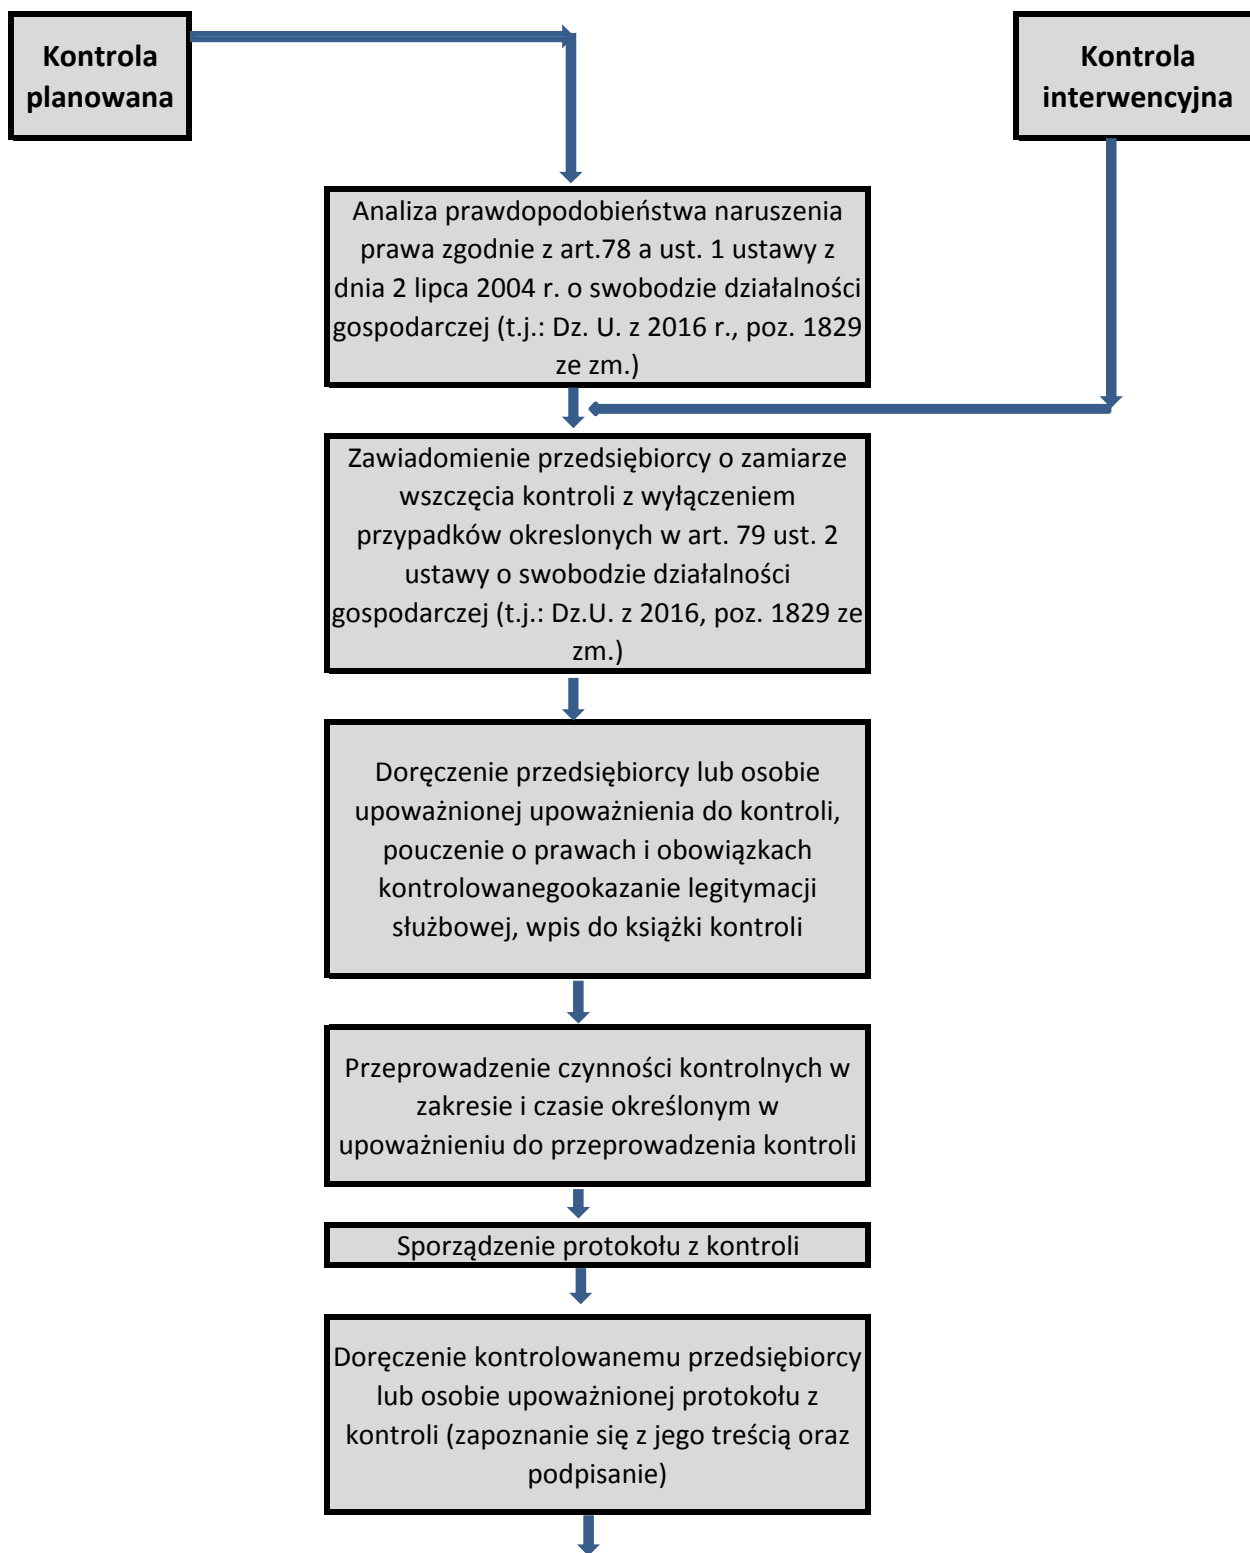 Kontrola
planowana
Kontrola
interwencyjna
Analiza prawdopodobieństwa naruszenia
prawa zgodnie z art.78 a ust. 1 ustawy z
dnia 2 lipca 2004 r. o swobodzie działalności
gospodarczej (t.j.: Dz. U. z 2016 r., poz. 1829
ze zm.)
Zawiadomienie przedsiębiorcy o zamiarze
wszczęcia kontroli z wyłączeniem
przypadków okreslonych w art. 79 ust. 2
ustawy o swobodzie działalności
gospodarczej (t.j.: Dz.U. z 2016, poz. 1829 ze
zm.)
Doręczenie przedsiębiorcy lub osobie
upoważnionej upoważnienia do kontroli,
pouczenie o prawach i obowiązkach
kontrolowanegookazanie legitymacji
służbowej, wpis do książki kontroli
Przeprowadzenie czynności kontrolnych w
zakresie i czasie określonym w
upoważnieniu do przeprowadzenia kontroli
Sporządzenie protokołu z kontroli
Doręczenie kontrolowanemu przedsiębiorcy
lub osobie upoważnionej protokołu z
kontroli (zapoznanie się z jego treścią oraz
podpisanie)